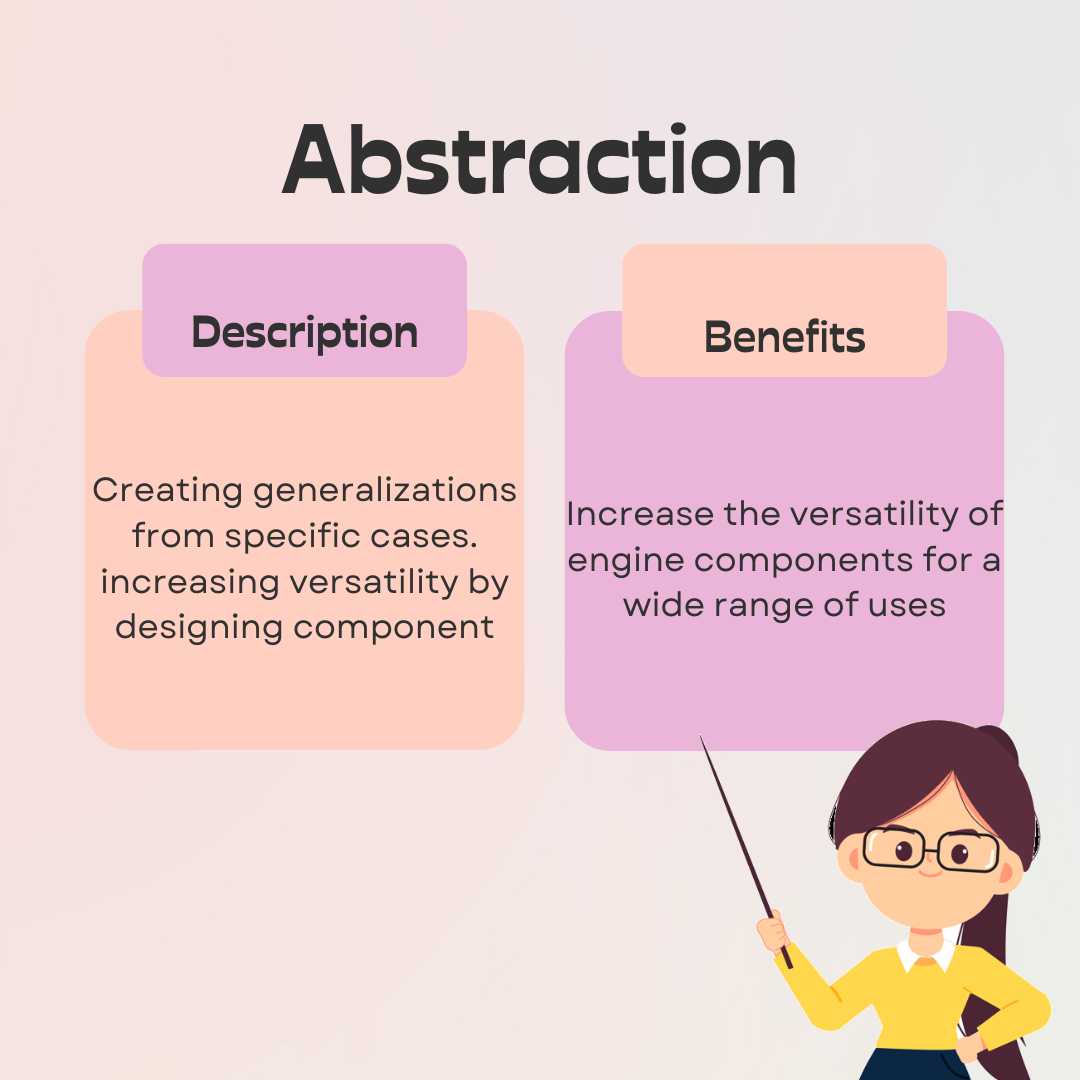 Abstraction
Description
Creating generalizations
from specific cases.
increasing versatility by
designing component
Benefits
Increase the versatility of
engine components for a
wide range of uses